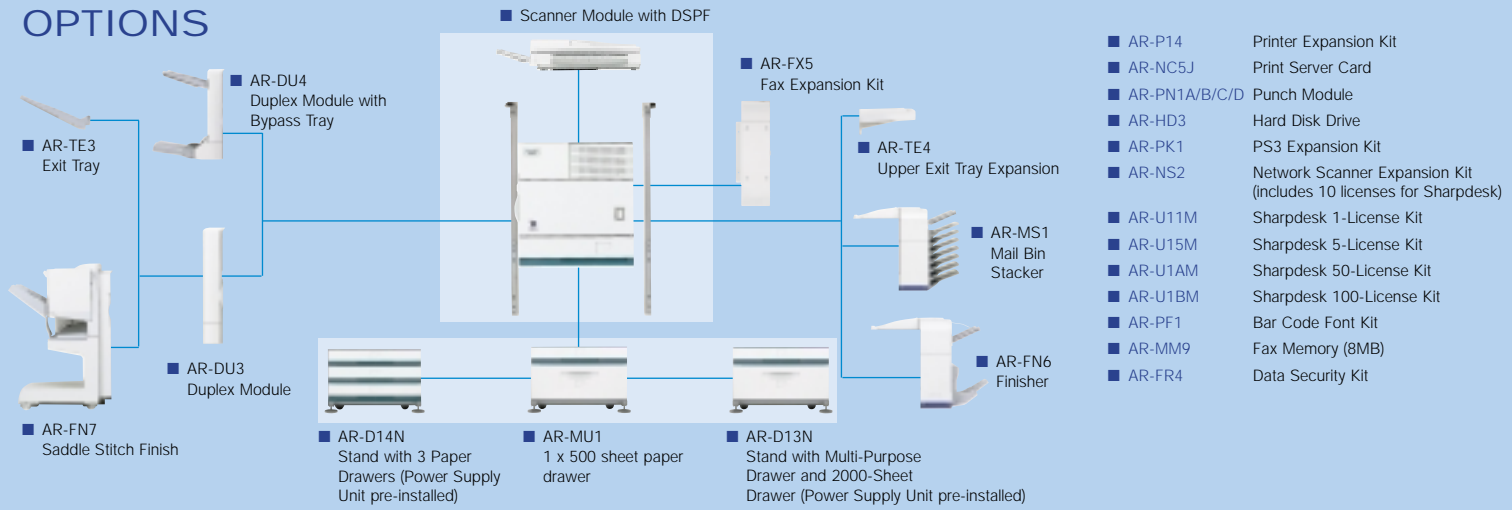 OPTIONS
Scanner Module with DSPF
AR-DU4
Duplex Module with
Bypass Tray
AR-TE3
Exit Tray
AR-FX5
Fax Expansion Kit
AR-TE4
Upper Exit Tray Expansion
AR-MS1
Mail Bin
Stacker
AR-FN6
Finisher
AR-DU3
Duplex Module
AR-FN7
Saddle Stitch Finish
AR-D14N
Stand with 3 Paper
Drawers (Power Supply
Unit pre-installed)
AR-MU1
1 x 500 sheet paper
drawer
AR-D13N
Stand with Multi-Purpose
Drawer and 2000-Sheet
Drawer (Power Supply Unit pre-installed)
AR-P14 Printer Expansion Kit
AR-NC5J Print Server Card
AR-PN1A/B/C/D Punch Module
AR-HD3 Hard Disk Drive
AR-PK1 PS3 Expansion Kit
AR-NS2 Network Scanner Expansion Kit
(includes 10 licenses for Sharpdesk)
AR-U11M Sharpdesk 1-License Kit
AR-U15M Sharpdesk 5-License Kit
AR-U1AM Sharpdesk 50-License Kit
AR-U1BM Sharpdesk 100-License Kit
AR-PF1 Bar Code Font Kit
AR-MM9 Fax Memory (8MB)
AR-FR4 Data Security Kit